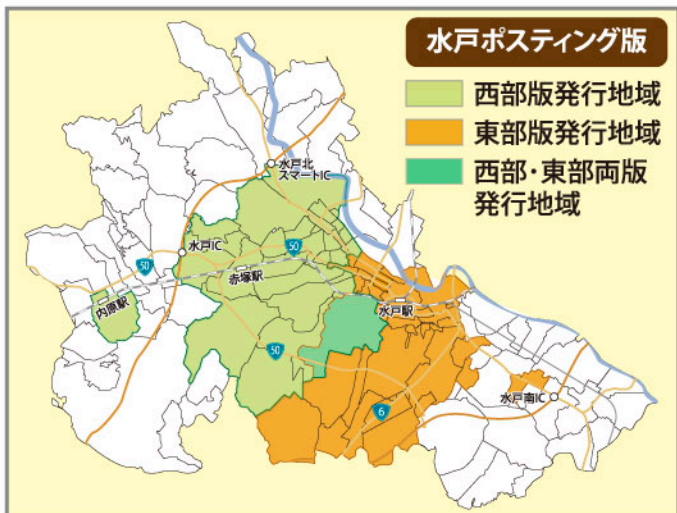 水戸ポスティング版
西部版発行地域
東部版発行地域
西部・東部両版
発行地域
水戸北
スマートIC
水戸IC
50
50
赤塚駅
内原駅
水戸駅
50
水戸南IC
6